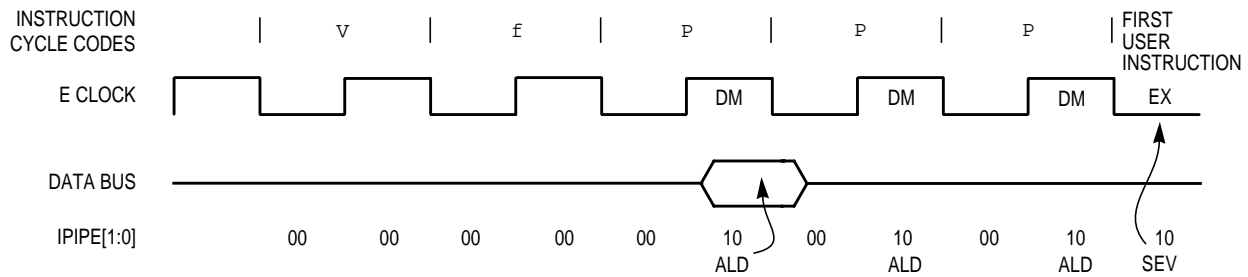 INSTRUCTION
CYCLE CODES
V f P P P
FIRST
USER
INSTRUCTION
E CLOCK
DM DM DM EX
DATA BUS
IPIPE[1:0]
00 00 00 00 00 10 00 10 00 10 10
ALD ALD ALD SEV